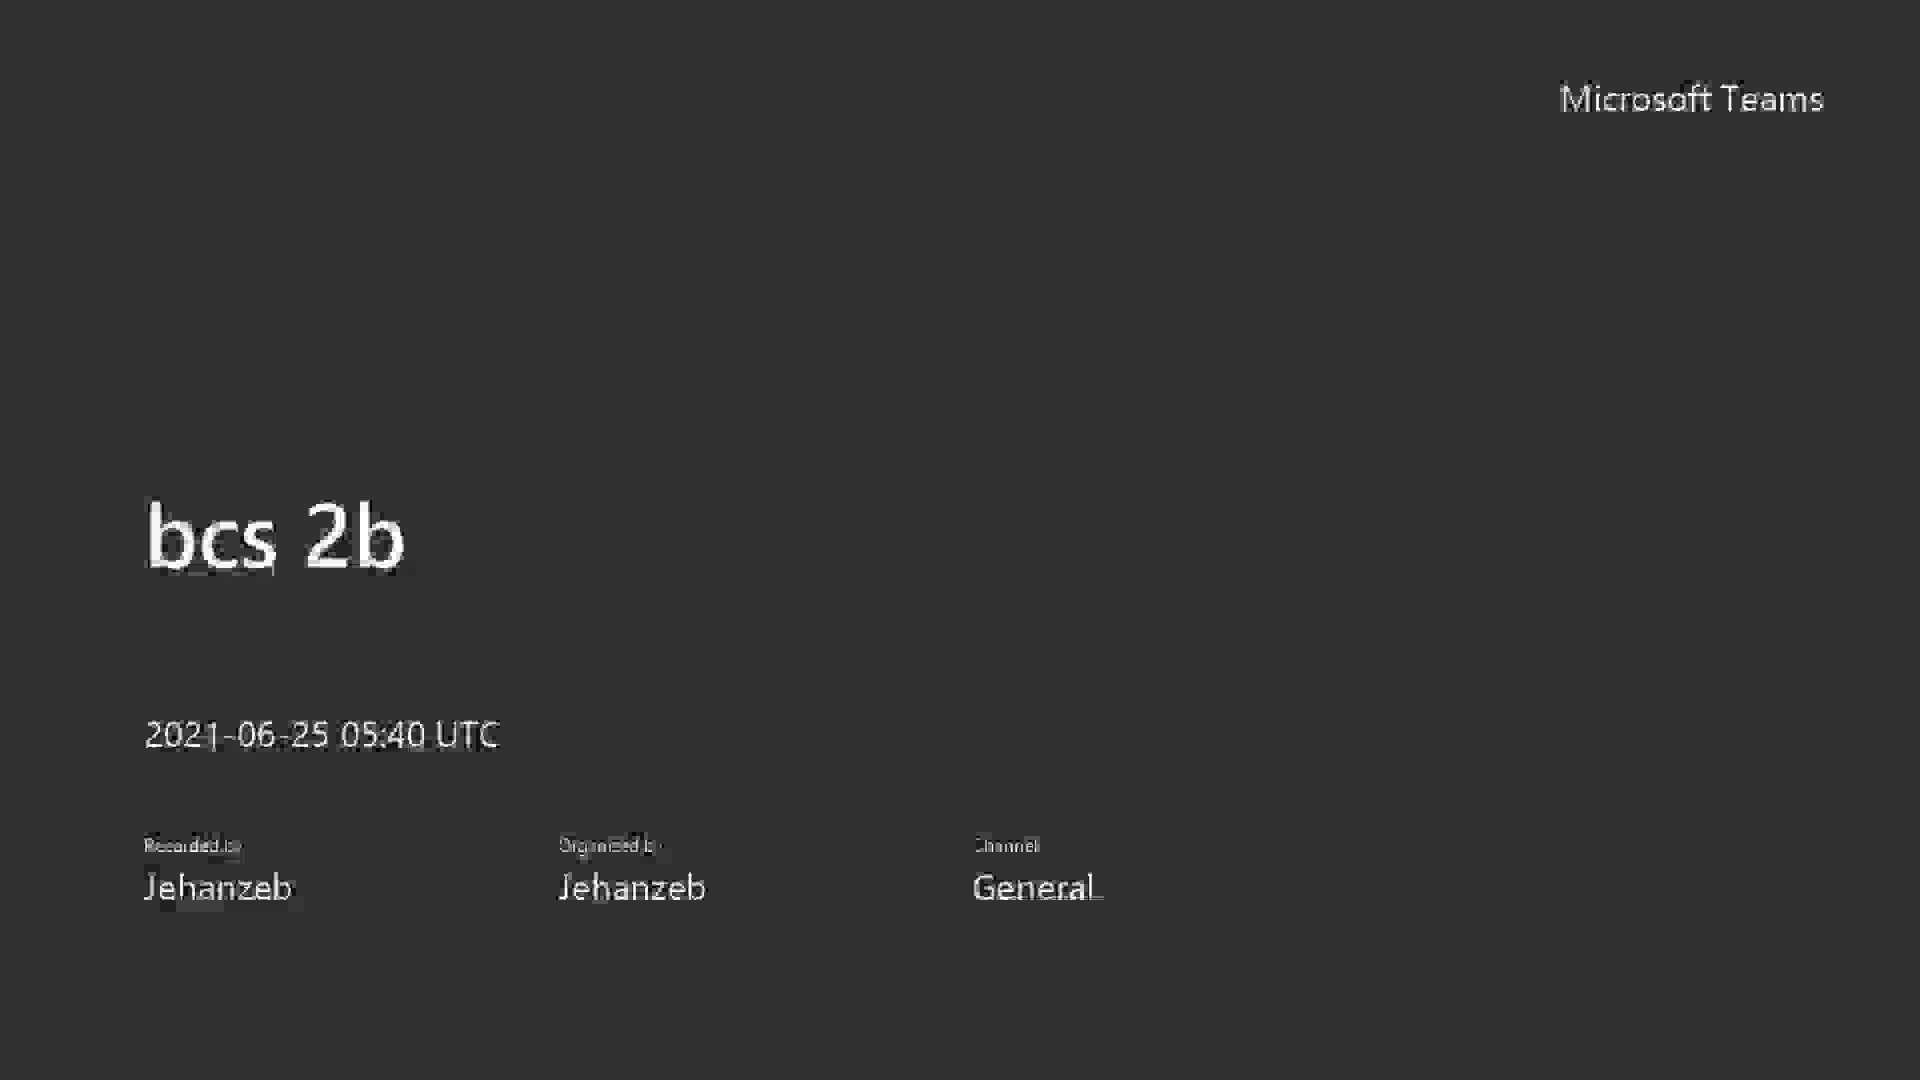 Microsoft Teams
bcs 2b
2021-06-25 05:40 UTC
Recorded by Organized by Channel
Jehanzeb Jehanzeb General